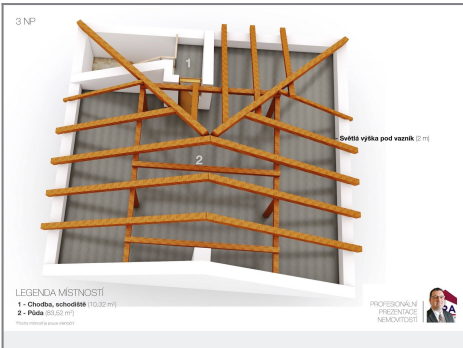 3 NP
1
Světlá výška pod vazník (2 m)
2
LEGENDA MÍSTNOSTÍ
1 - Chodba, schodiště (10,32 m²)
2 - Půda (83,52 m²)
PROFESIONÁLNÍ
PREZENTACE
NEMOVITOSTÍ